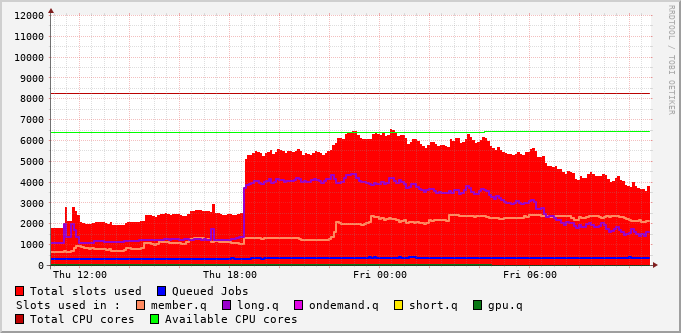 RRDTOOL / TOBI OETIKER
12000
11000
10000
9000
8000
7000
6000
5000
4000
3000
2000
1000
0
Thu 12:00 Thu 18:00 Fri 00:00 Fri 06:00
Total slots used Queued Jobs
Slots used in : member.q long.q ondemand.q short.q gpu.q
Total CPU cores Available CPU cores